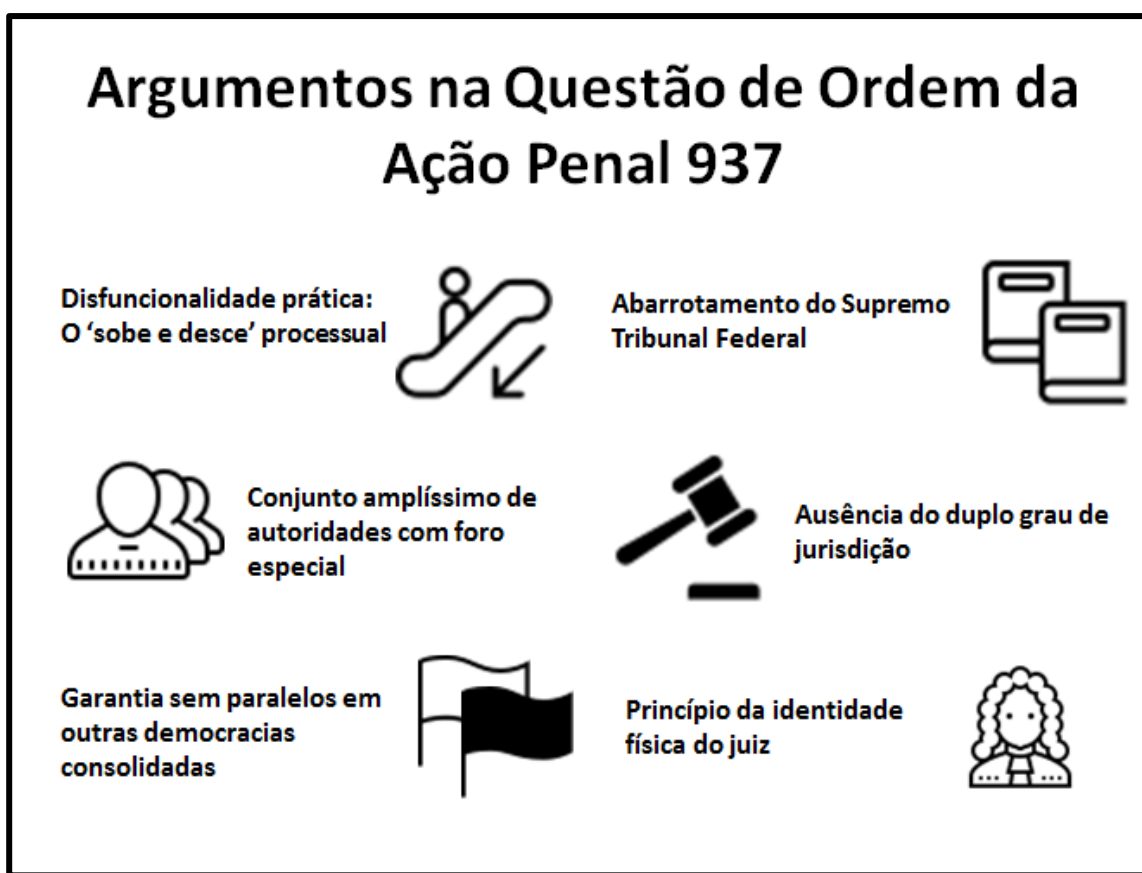 Argumentos na Questão de Ordem da
Ação Penal 937
Disfuncionalidade prática:
O ‘sobe e desce’ processual
Abarrotamento do Supremo
Tribunal Federal
Conjunto amplíssimo de
autoridades com foro
especial
Ausência do duplo grau de
jurisdição
Garantia sem paralelos em
outras democracias
consolidadas
Princípio da identidade
física do juiz